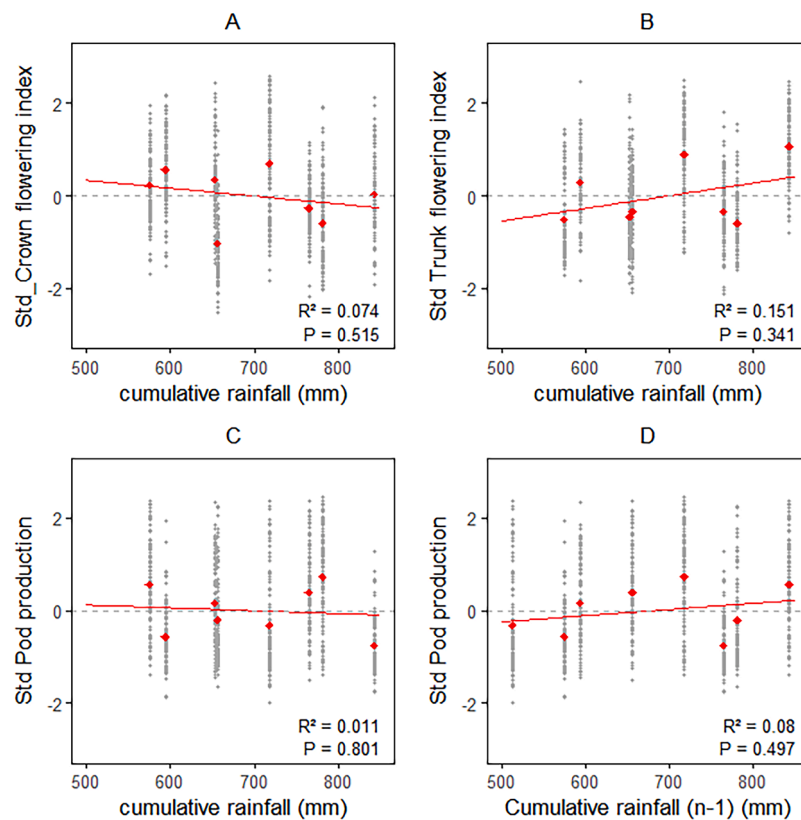 A
Std_Crown flowering index
2
0
-2
R² = 0.074
P = 0.515
500 600 700 800
cumulative rainfall (mm)
B
Std Trunk flowering index
2
0
-2
R² = 0.151
P = 0.341
500 600 700 800
cumulative rainfall (mm)
C
Std Pod production
2
0
-2
R² = 0.011
P = 0.801
500 600 700 800
cumulative rainfall (mm)
D
Std Pod production
2
0
-2
R² = 0.08
P = 0.497
500 600 700 800
Cumulative rainfall (n-1) (mm)